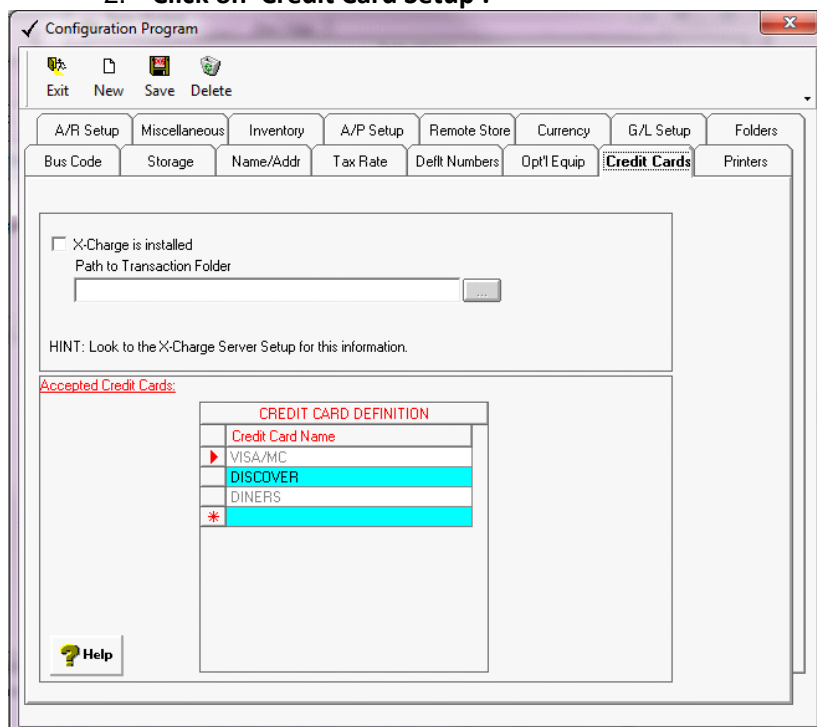 2. Click on 'Credit Card Setup'.
Configuration Program
Exit New Save Delete
A/R Setup Miscellaneous Inventory A/P Setup Remote Store Currency G/L Setup Folders
Bus Code Storage Name/Addr Tax Rate Deflt Numbers Opt'l Equip Credit Cards Printers
X-Charge is installed
Path to Transaction Folder
...
HINT: Look to the X-Charge Server Setup for this information.
Accepted Credit Cards:
CREDIT CARD DEFINITION
Credit Card Name
VISA/MC
DISCOVER
DINERS
Help